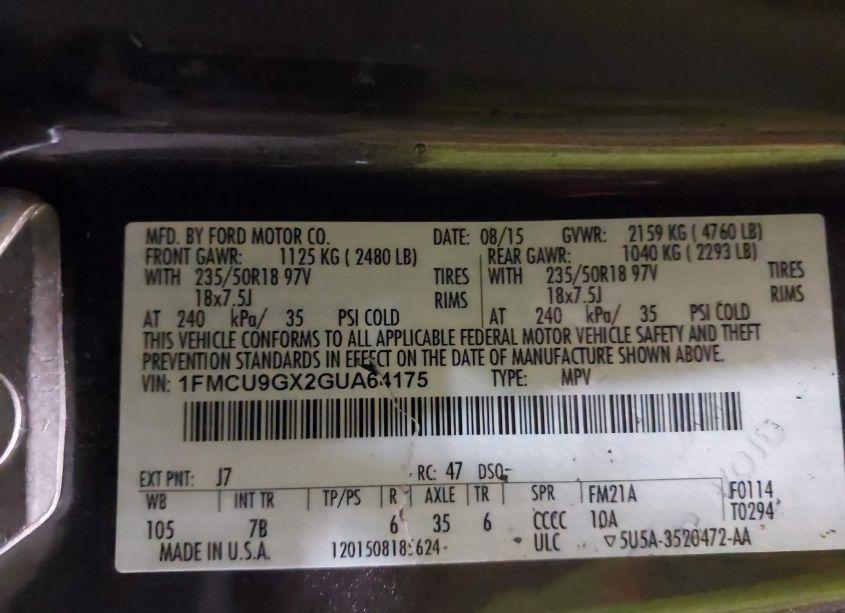 MFD. BY FORD MOTOR CO. DATE: 08/15 GVWR: 2159 KG ( 4760 LB)
FRONT GAWR: 1125 KG ( 2480 LB) REAR GAWR: 1040 KG ( 2293 LB)
WITH 235/50R18 97V TIRES WITH 235/50R18 97V TIRES
18x7.5J RIMS 18x7.5J RIMS
AT 240 kPa/ 35 PSI COLD AT 240 kPa/ 35 PSI COLD
THIS VEHICLE CONFORMS TO ALL APPLICABLE FEDERAL MOTOR VEHICLE SAFETY AND THEFT
PREVENTION STANDARDS IN EFFECT ON THE DATE OF MANUFACTURE SHOWN ABOVE.
VIN: 1FMCU9GX2GUA64175 TYPE: MPV
EXT PNT: J7 RC: 47 DSO:
WB INT TR TP/PS R AXLE TR SPR FM21A F0114
105 7B 6 35 6 CCCC 10A T0294
MADE IN U.S.A. ULC 5U5A-3520472-AA